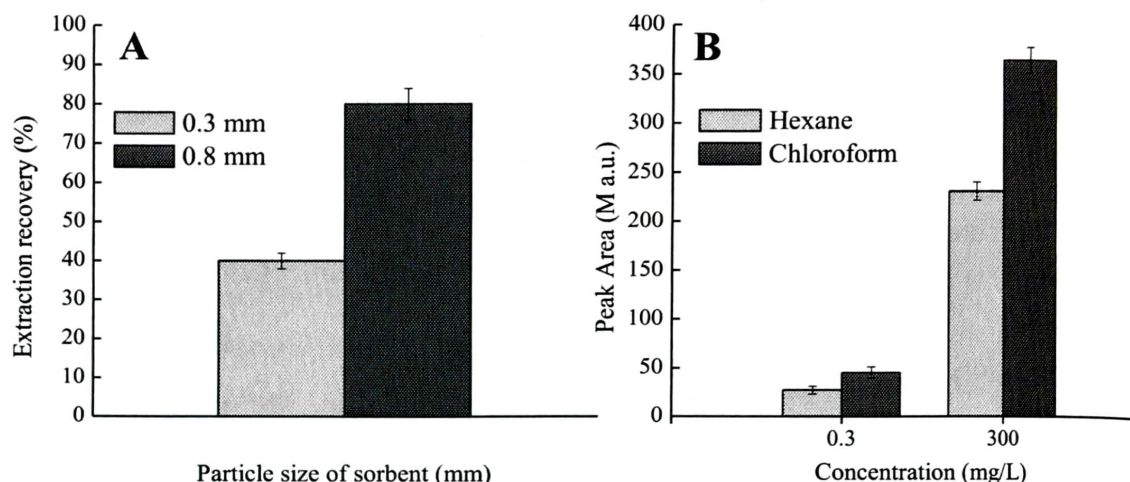 A
Extraction recovery (%)
100
90
80
70
60
50
40
30
20
10
0
0.3 mm
0.8 mm
Particle size of sorbent (mm)
B
Peak Area (M a.u.)
400
350
300
250
200
150
100
50
0
Hexane
Chloroform
0.3
300
Concentration (mg/L)